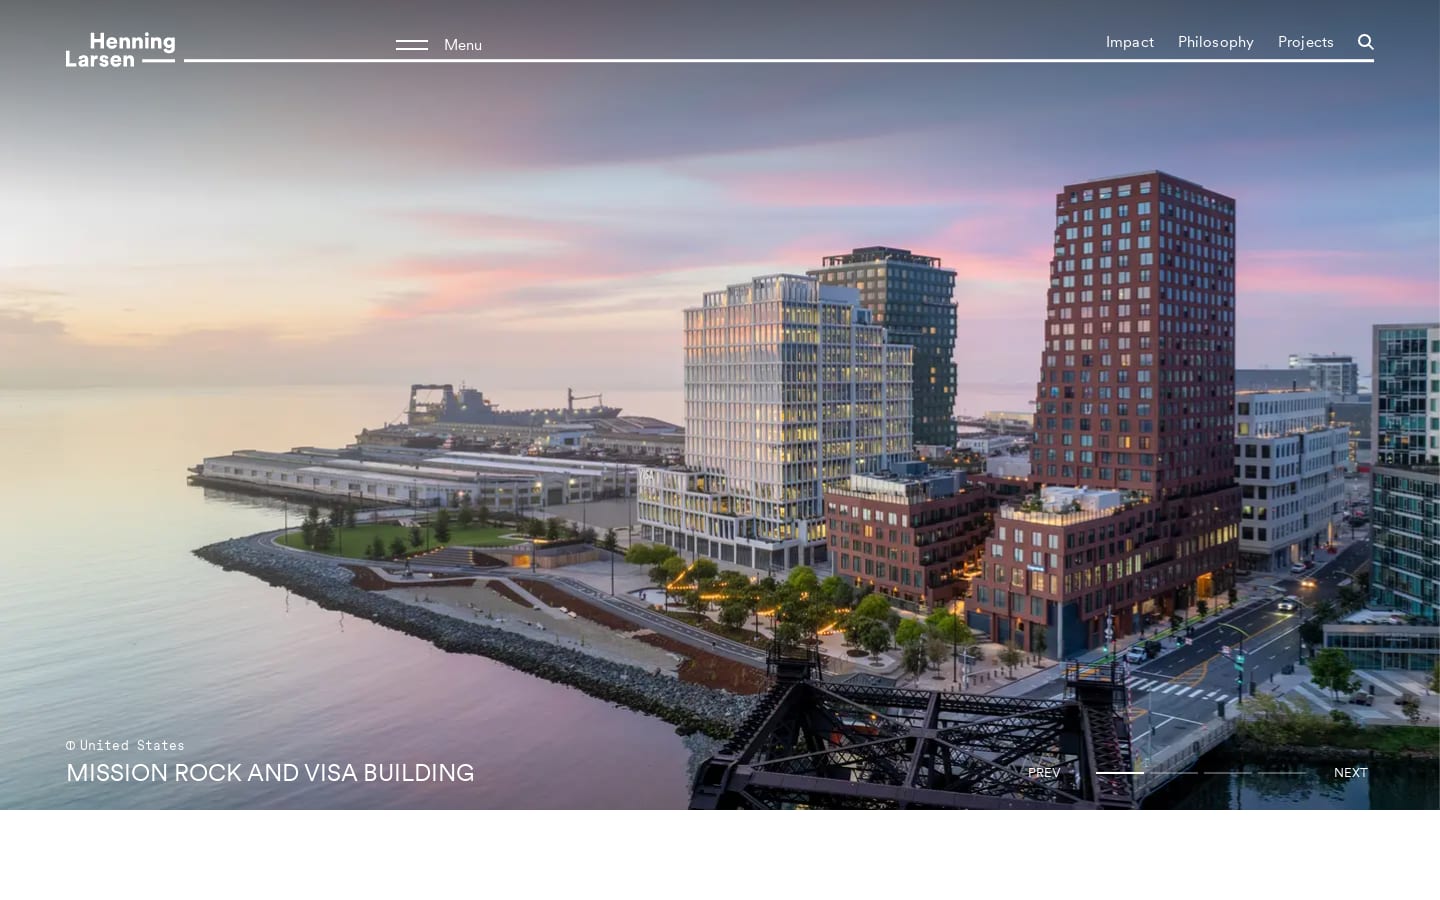 Henning
Larsen
Menu
Impact
Philosophy
Projects
United States
MISSION ROCK AND VISA BUILDING
PREV
NEXT